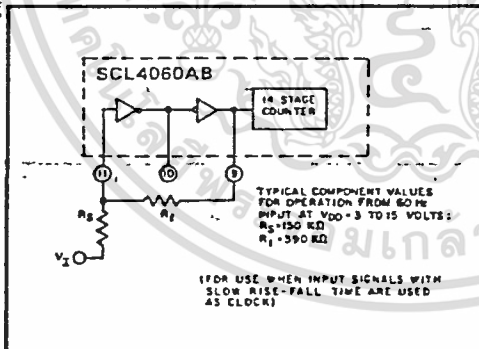 SCL4060AB
14 STAGE
COUNTER
11
10
9
RS
Rf
VI
TYPICAL COMPONENT VALUES
FOR OPERATION FROM 60 Hz
INPUT AT VDD = 3 TO 15 VOLTS:
RS=150 KΩ
Rf=390 KΩ
(FOR USE WHEN INPUT SIGNALS WITH
SLOW RISE-FALL TIME ARE USED
AS CLOCK)